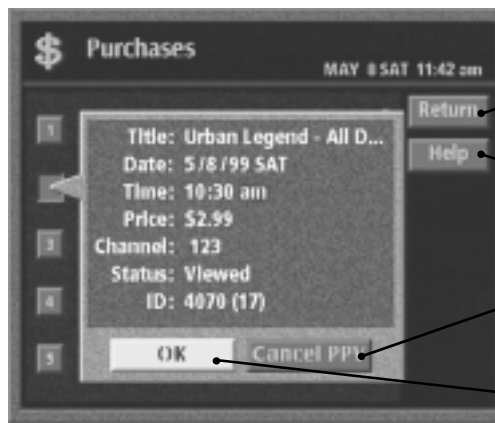 $ Purchases
MAY 8 SAT 11:42 am
Return
Help
1
3
4
5
Title: Urban Legend - All D...
Date: 5/8/99 SAT
Time: 10:30 am
Price: $2.99
Channel: 123
Status: Viewed
ID: 4070 (17)
OK
Cancel PPV